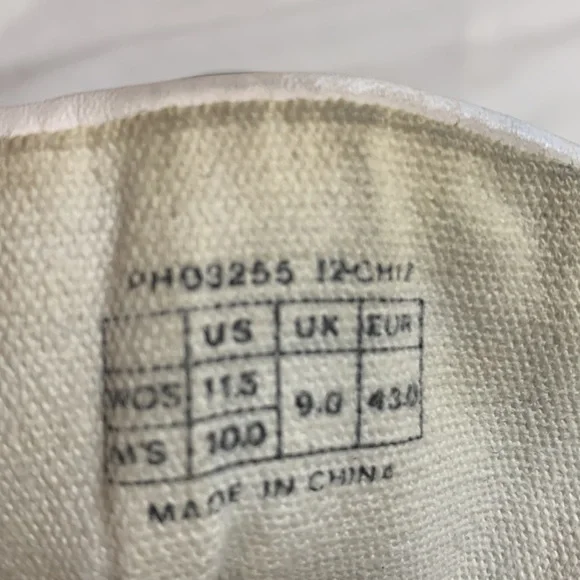 PH03255 12-CH17
US UK EUR
WOS 11.5 9.0 43.0
M'S 10.0
MADE IN CHINA